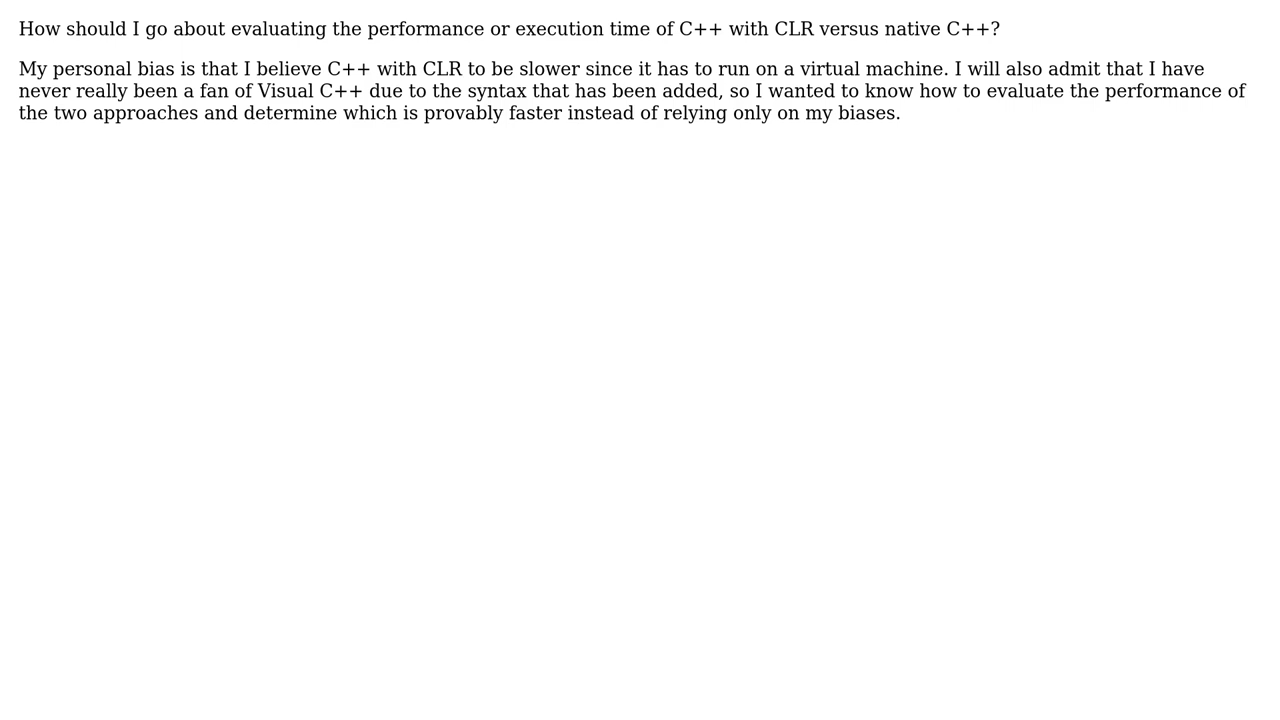 How should I go about evaluating the performance or execution time of C++ with CLR versus native C++?
My personal bias is that I believe C++ with CLR to be slower since it has to run on a virtual machine. I will also admit that I have
never really been a fan of Visual C++ due to the syntax that has been added, so I wanted to know how to evaluate the performance of
the two approaches and determine which is provably faster instead of relying only on my biases.